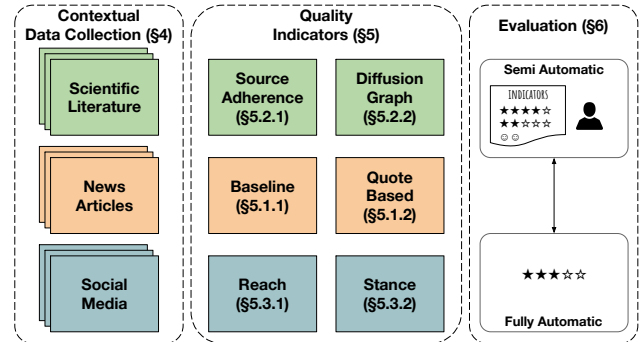 Contextual
Data Collection (§4)
Scientific
Literature
News
Articles
Social
Media
Quality
Indicators (§5)
Source
Adherence
(§5.2.1)
Diffusion
Graph
(§5.2.2)
Baseline
(§5.1.1)
Quote
Based
(§5.1.2)
Reach
(§5.3.1)
Stance
(§5.3.2)
Evaluation (§6)
Semi Automatic
INDICATORS
★★★★☆
★★☆☆☆
☺☺
★★★☆☆
Fully Automatic